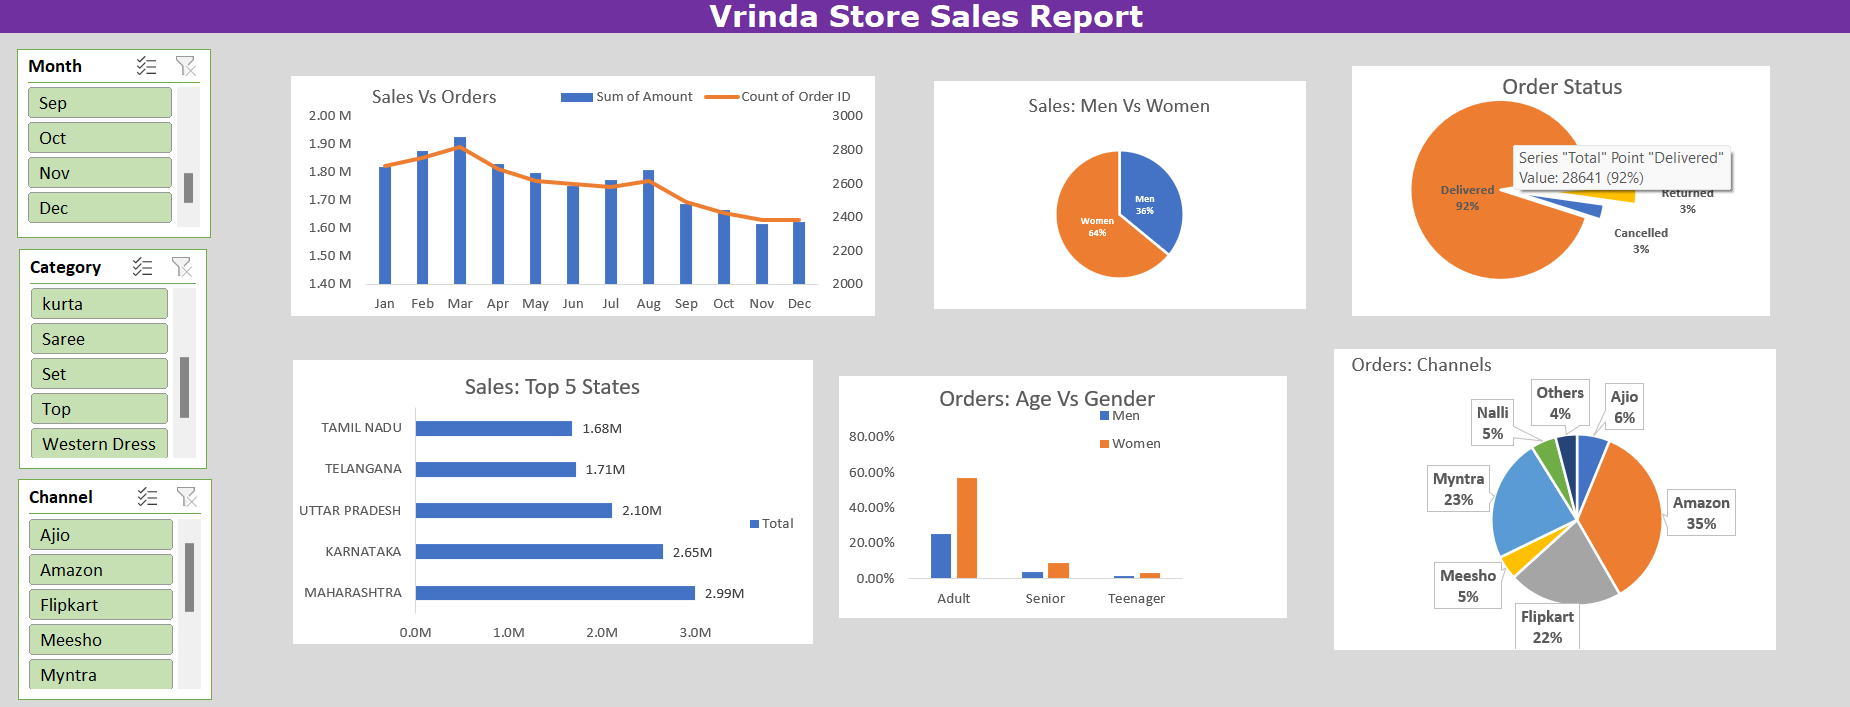 Vrinda Store Sales Report
Month
Sep
Oct
Nov
Dec
Category
kurta
Saree
Set
Top
Western Dress
Channel
Ajio
Amazon
Flipkart
Meesho
Myntra
Sales Vs Orders
Sum of Amount
Count of Order ID
2.00 M
1.90 M
1.80 M
1.70 M
1.60 M
1.50 M
1.40 M
3000
2800
2600
2400
2200
2000
Jan Feb Mar Apr May Jun Jul Aug Sep Oct Nov Dec
Sales: Men Vs Women
Men
36%
Women
64%
Order Status
Series "Total" Point "Delivered"
Value: 28641 (92%)
Delivered
92%
Returned
3%
Cancelled
3%
Sales: Top 5 States
TAMIL NADU 1.68M
TELANGANA 1.71M
UTTAR PRADESH 2.10M
KARNATAKA 2.65M
MAHARASHTRA 2.99M
0.0M 1.0M 2.0M 3.0M
Total
Orders: Age Vs Gender
Men
Women
80.00%
60.00%
40.00%
20.00%
0.00%
Adult Senior Teenager
Orders: Channels
Others
4%
Ajio
6%
Nalli
5%
Myntra
23%
Amazon
35%
Meesho
5%
Flipkart
22%